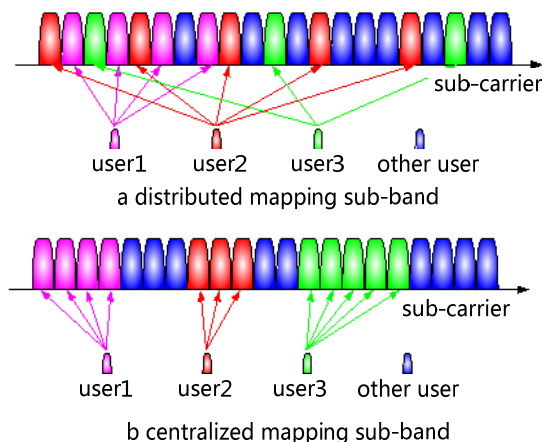 sub-carrier
user1 user2 user3 other user
a distributed mapping sub-band
sub-carrier
user1 user2 user3 other user
b centralized mapping sub-band